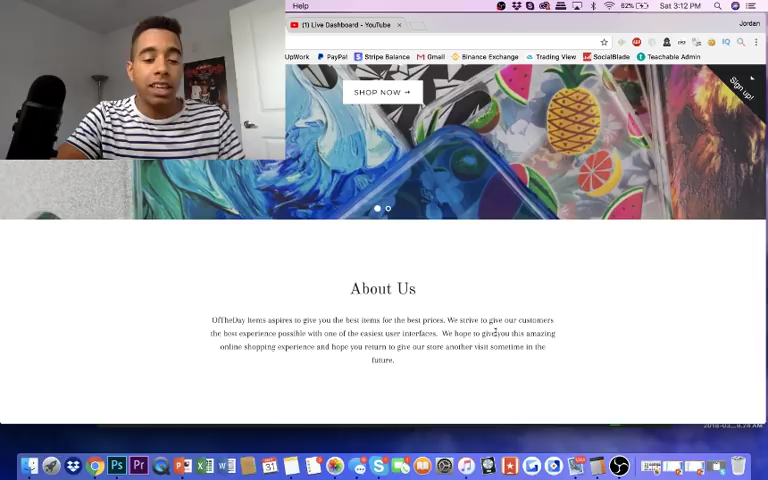 Help
62%
Sat 3:12 PM
(1) Live Dashboard - YouTube
Jordan
UpWork
PayPal
Stripe Balance
Gmail
Binance Exchange
Trading View
SocialBlade
Teachable Admin
SHOP NOW →
Sign up!
About Us
OfTheDay Items aspires to give you the best items for the best prices. We strive to give our customers
the best experience possible with one of the easiest user interfaces. We hope to give you this amazing
online shopping experience and hope you return to give our store another visit sometime in the
future.